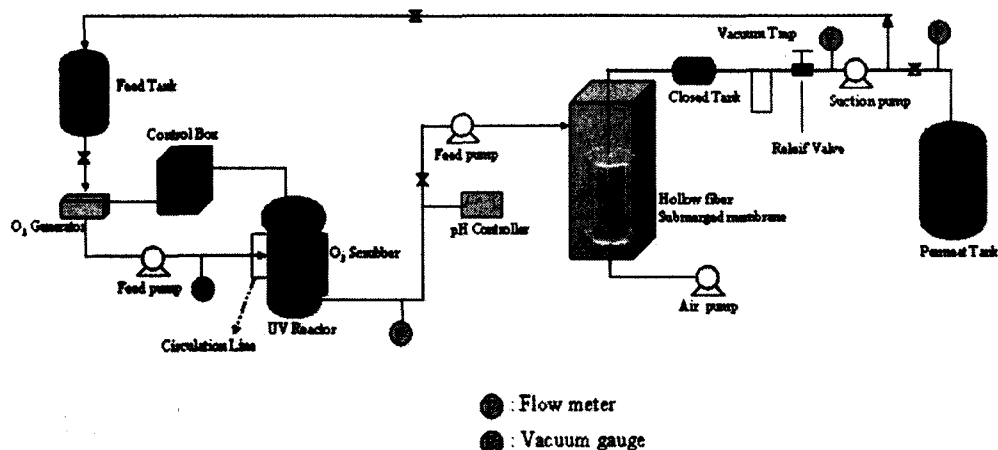 Vacuum Trap
Feed Tank
Closed Tank
Suction pump
Control Box
Feed pump
Relaif Valve
Hollow fiber
Submarged membrane
O₃ Generator
pH Controller
O₃ Scrubber
Permeat Tank
Feed pump
Air pump
UV Reactor
Circulation Line
: Flow meter
: Vacuum gauge